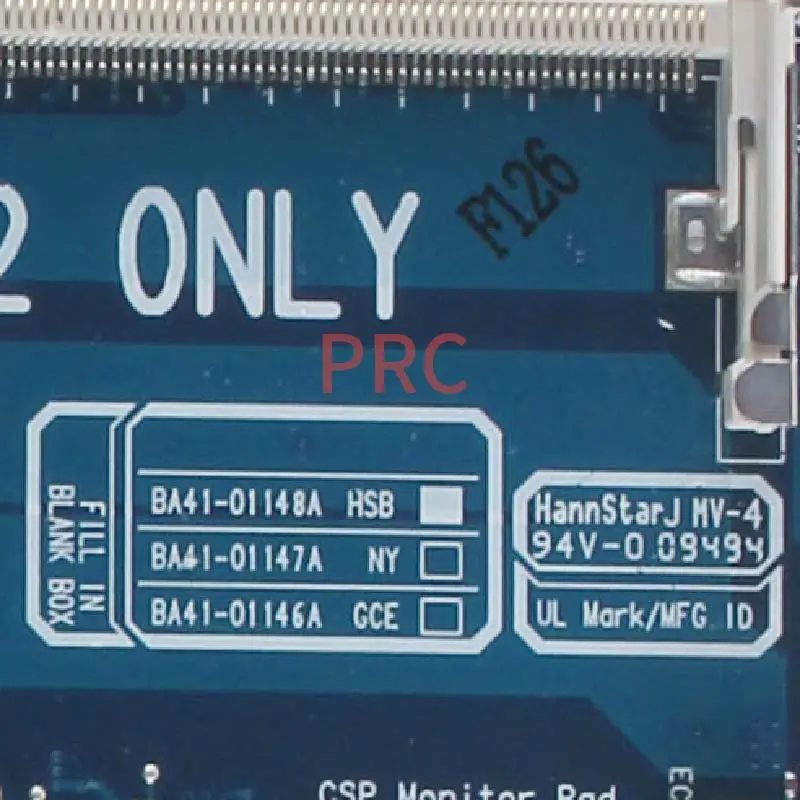 2 ONLY
F126
PRC
FILL IN
BLANK BOX
BA41-01148A HSB
BA41-01147A NY
BA41-01146A GCE
HannStarJ MV-4
94V-0 09494
UL Mark/MFG ID
CSP Monitor Pad
EC